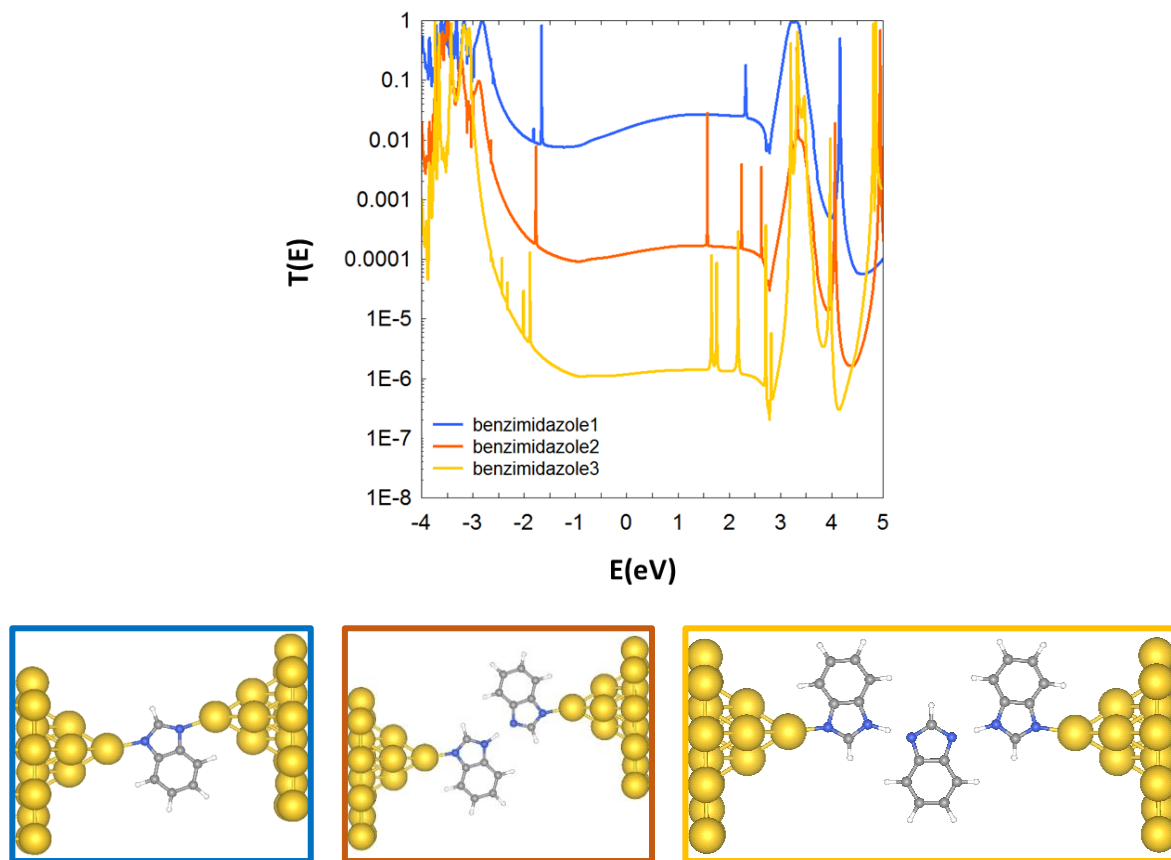 1
0.1
0.01
0.001
0.0001
1E-5
1E-6
1E-7
1E-8
T(E)
benzimidazole1
benzimidazole2
benzimidazole3
-4 -3 -2 -1 0 1 2 3 4 5
E(eV)